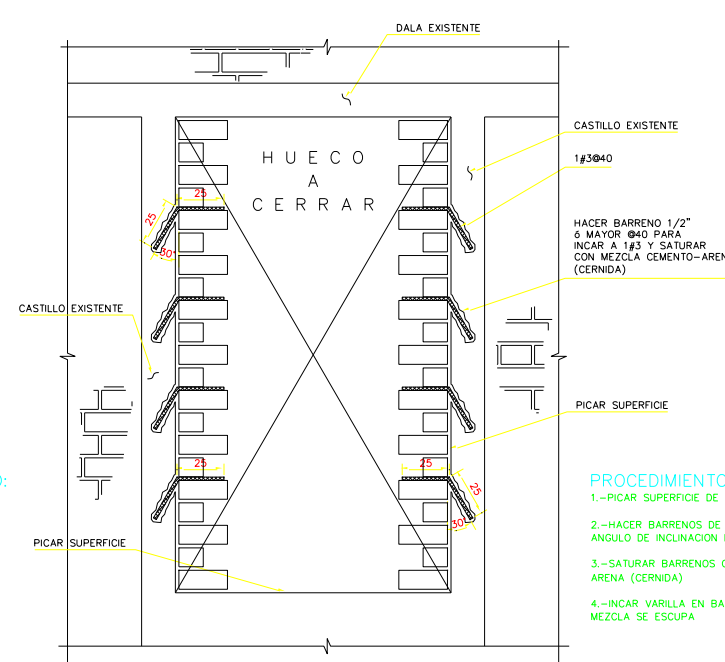 DALA EXISTENTE
CASTILLO EXISTENTE
1#3@40
HUECO
A
CERRAR
25
25
30°
HACER BARRENO 1/2"
ó MAYOR @40 PARA
INCAR A 1#3 Y SATURAR
CON MEZCLA CEMENTO-AREN
(CERNIDA)
CASTILLO EXISTENTE
PICAR SUPERFICIE
25
25
25
30°
PICAR SUPERFICIE
O:
PROCEDIMIENTO
1.-PICAR SUPERFICIE DE
2.-HACER BARRENOS DE
ANGULO DE INCLINACION
3.-SATURAR BARRENOS
ARENA (CERNIDA)
4.-INCAR VARILLA EN BA
MEZCLA SE ESCUPA